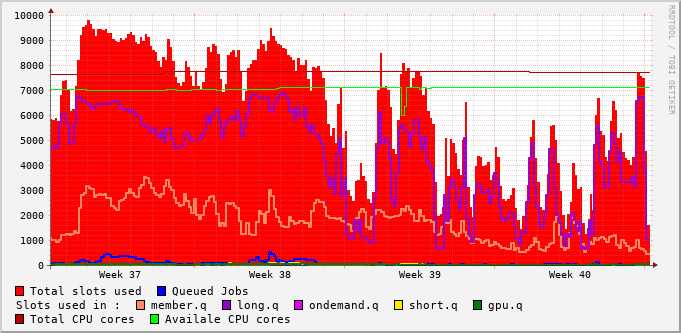 10000
9000
8000
7000
6000
5000
4000
3000
2000
1000
0
Week 37 Week 38 Week 39 Week 40
Total slots used Queued Jobs
Slots used in : member.q long.q ondemand.q short.q gpu.q
Total CPU cores Availale CPU cores
RRDTOOL / TOBI OETIKER